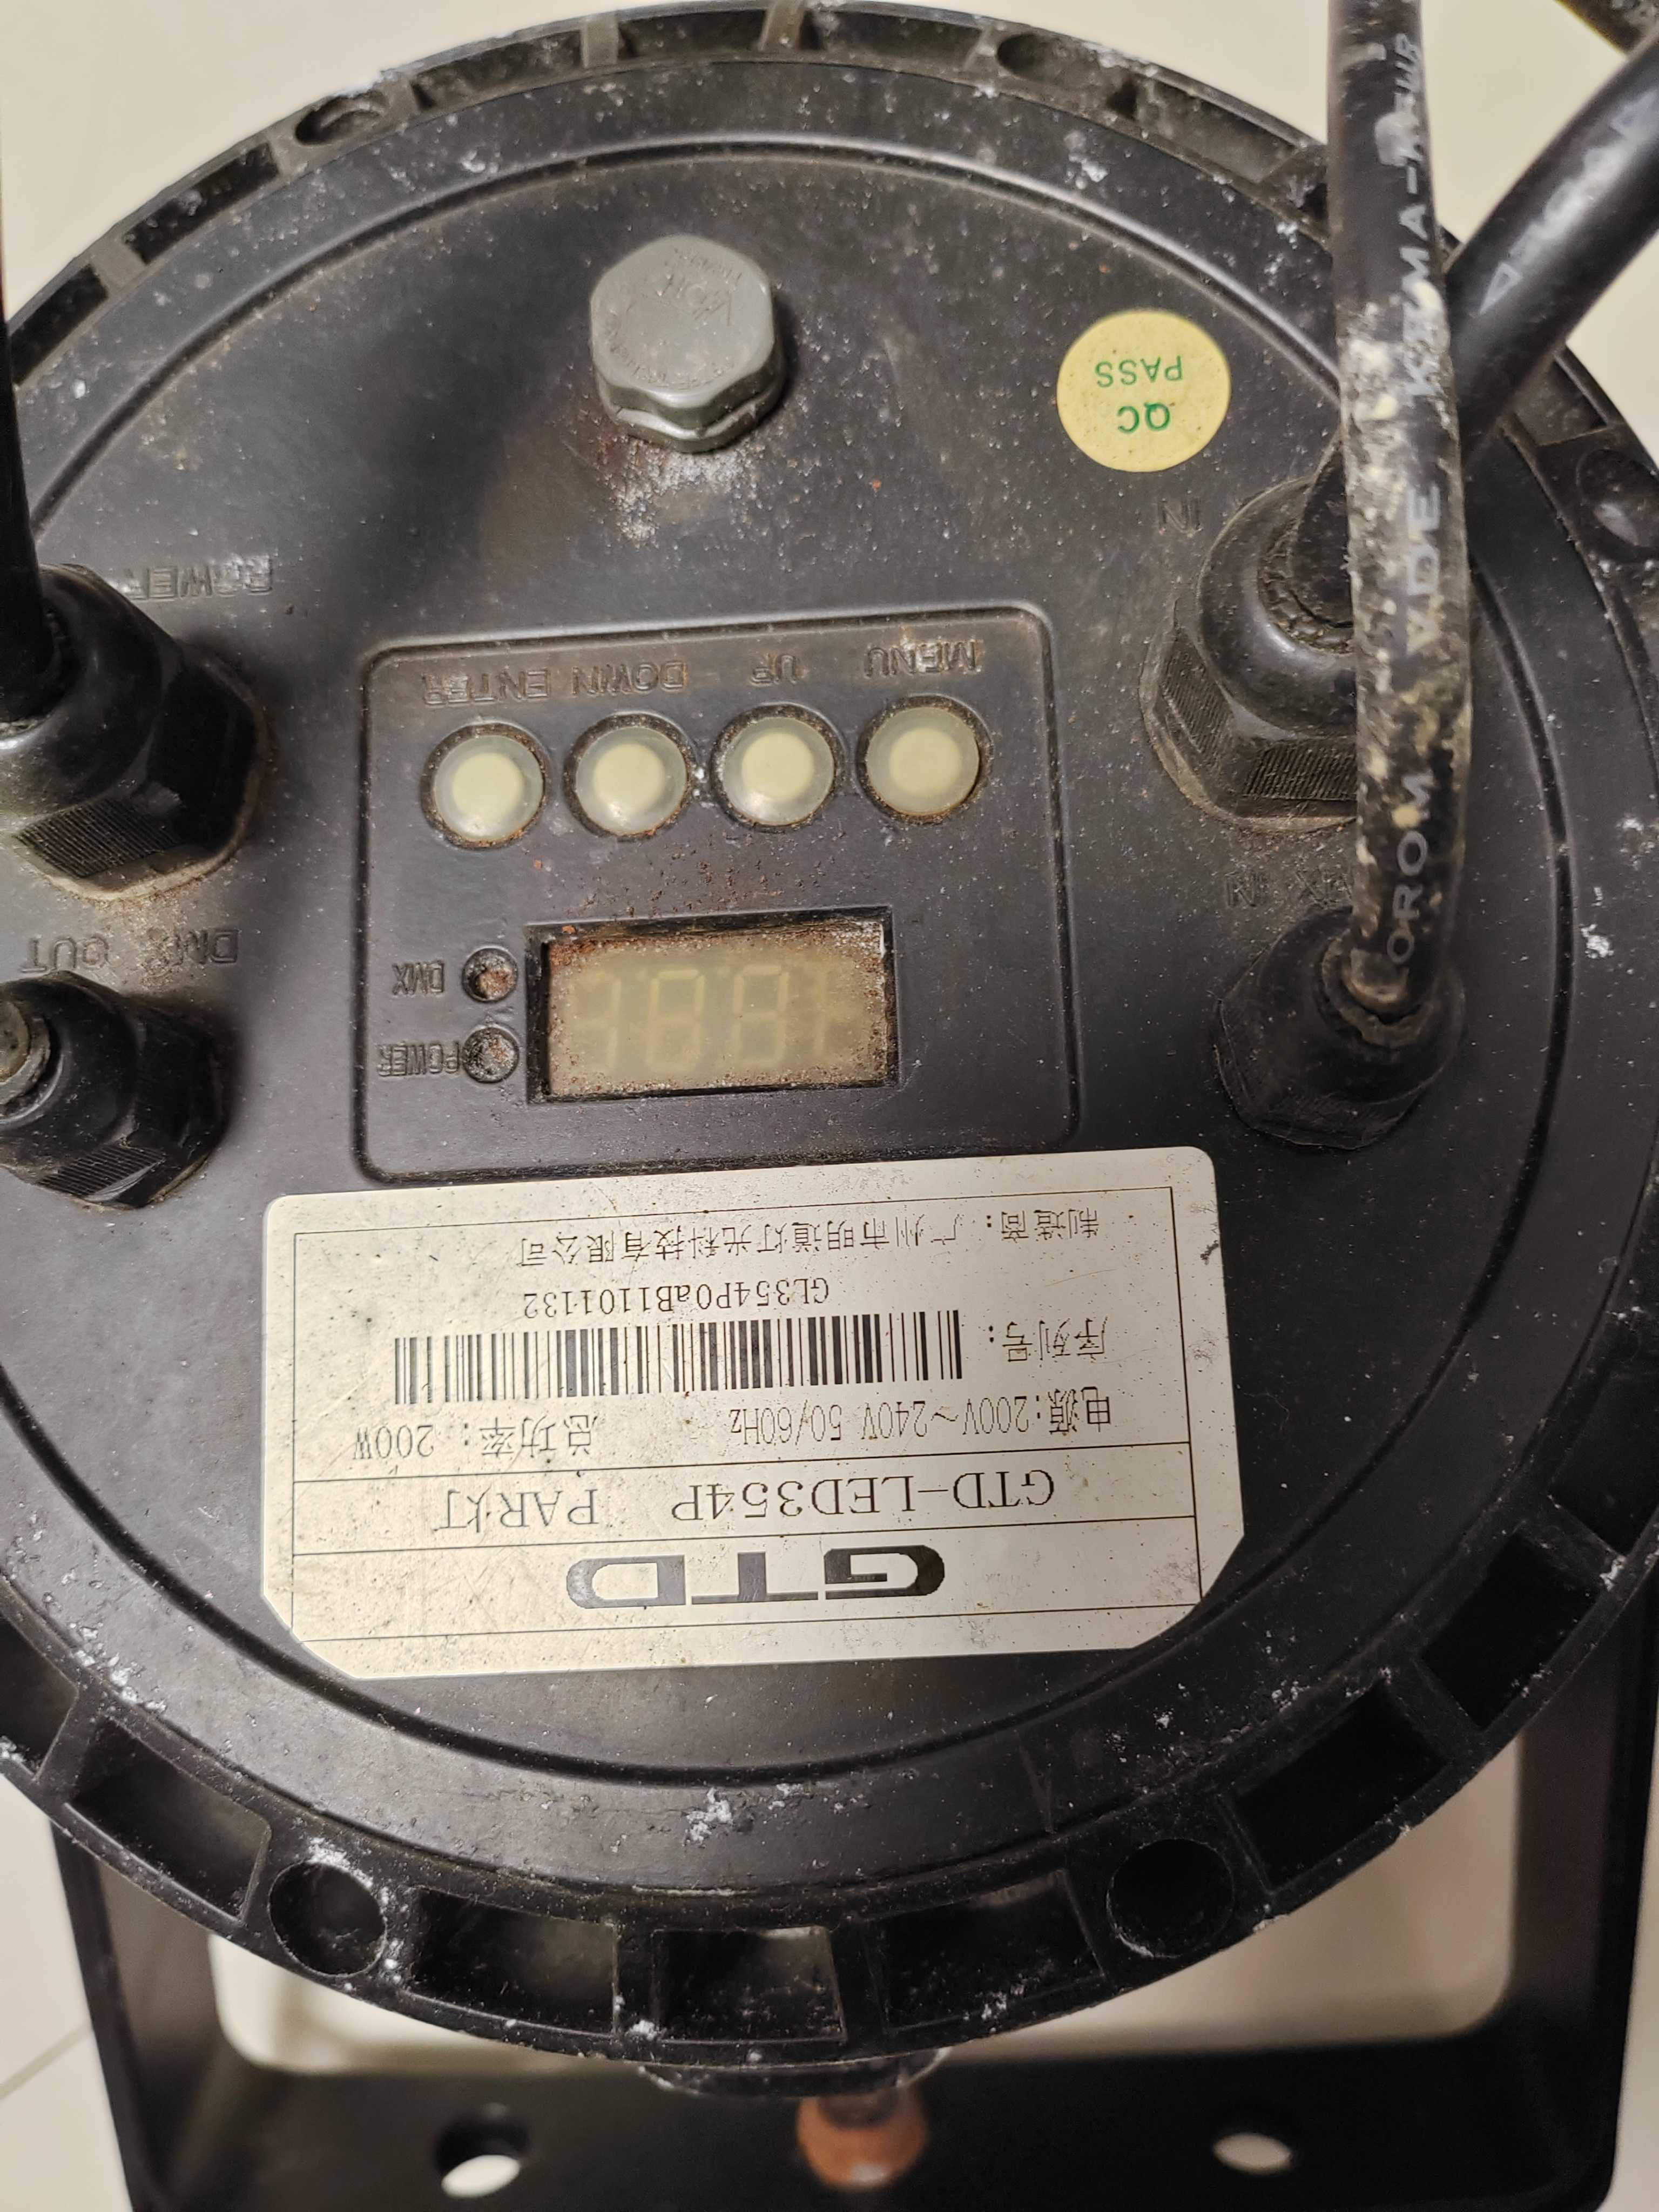 GTD
GTD-LED354P PAR灯
电源:200V~240V 50/60Hz 总功率: 200W
序列号:
GL354P0aB1101132
制造商: 广州市明道灯光科技有限公司
POWER
DMX
IN
DMX OUT
MENU UP DOWN ENTER
IN
POWER
QC
PASS
VDE